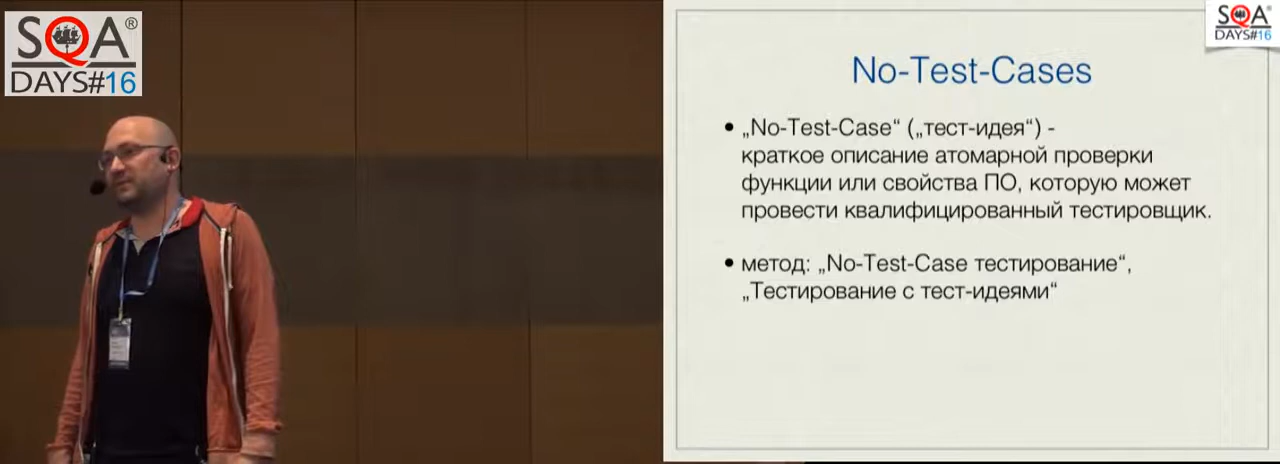 SQA®
DAYS#16
SQA®
DAYS#16
No-Test-Cases
• „No-Test-Case“ („тест-идея“) -
краткое описание атомарной проверки
функции или свойства ПО, которую может
провести квалифицированный тестировщик.
• метод: „No-Test-Case тестирование“,
„Тестирование с тест-идеями“